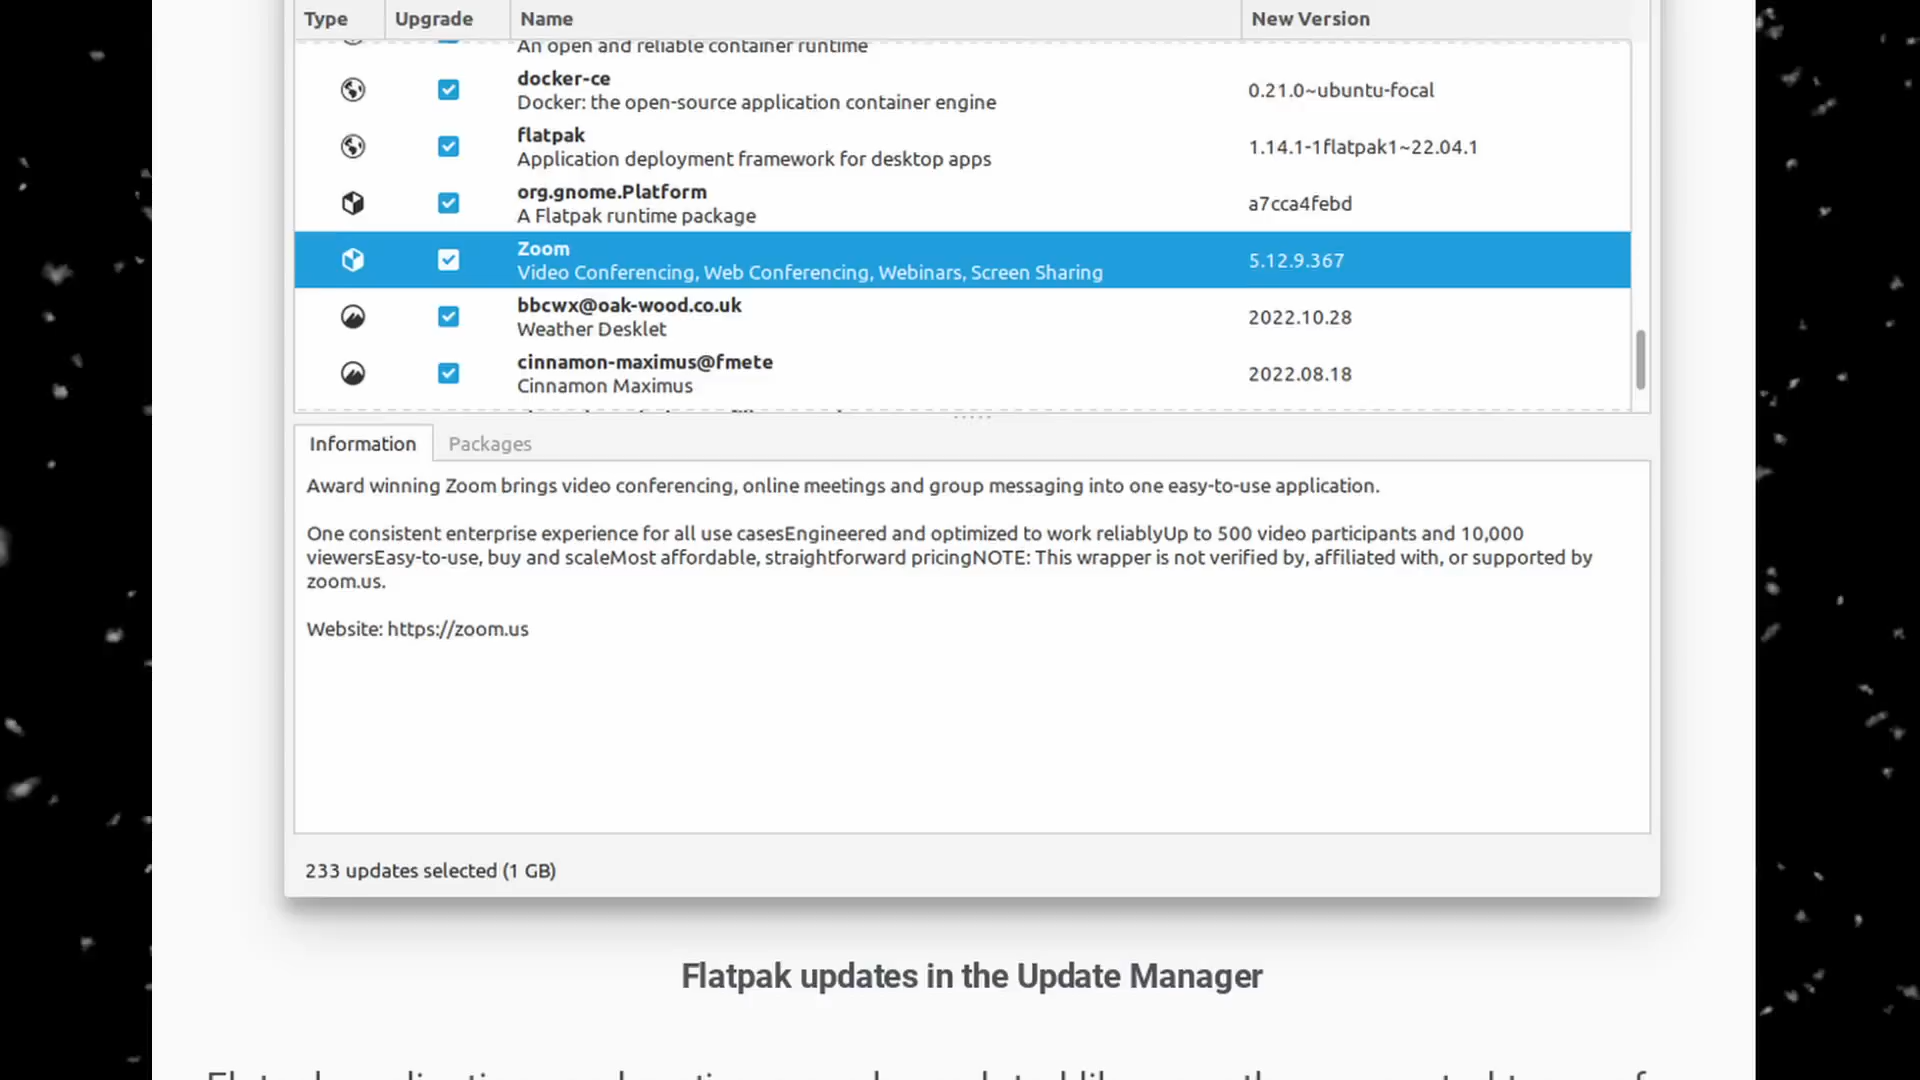 Type Upgrade Name New Version
An open and reliable container runtime
docker-ce
Docker: the open-source application container engine
0.21.0~ubuntu-focal
flatpak
Application deployment framework for desktop apps
1.14.1-1flatpak1~22.04.1
org.gnome.Platform
A Flatpak runtime package
a7cca4febd
Zoom
Video Conferencing, Web Conferencing, Webinars, Screen Sharing
5.12.9.367
bbcwx@oak-wood.co.uk
Weather Desklet
2022.10.28
cinnamon-maximus@fmete
Cinnamon Maximus
2022.08.18
Information Packages
Award winning Zoom brings video conferencing, online meetings and group messaging into one easy-to-use application.
One consistent enterprise experience for all use casesEngineered and optimized to work reliablyUp to 500 video participants and 10,000
viewersEasy-to-use, buy and scaleMost affordable, straightforward pricingNOTE: This wrapper is not verified by, affiliated with, or supported by
zoom.us.
Website: https://zoom.us
233 updates selected (1 GB)
Flatpak updates in the Update Manager